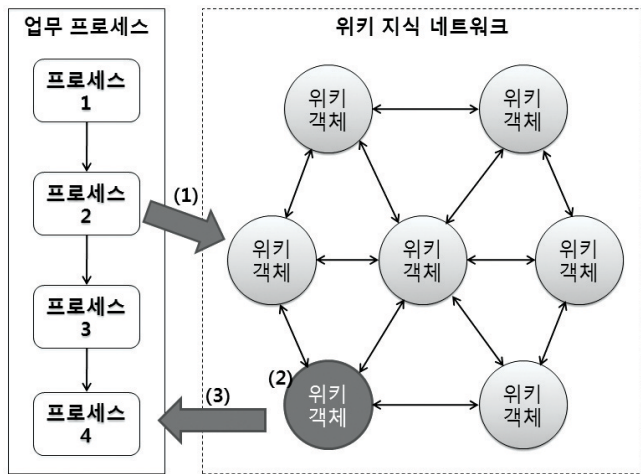 업무 프로세스
프로세스
1
프로세스
2
프로세스
3
프로세스
4
(1)
(2)
(3)
위키 지식 네트워크
위키
객체
위키
객체
위키
객체
위키
객체
위키
객체
위키
객체
위키
객체